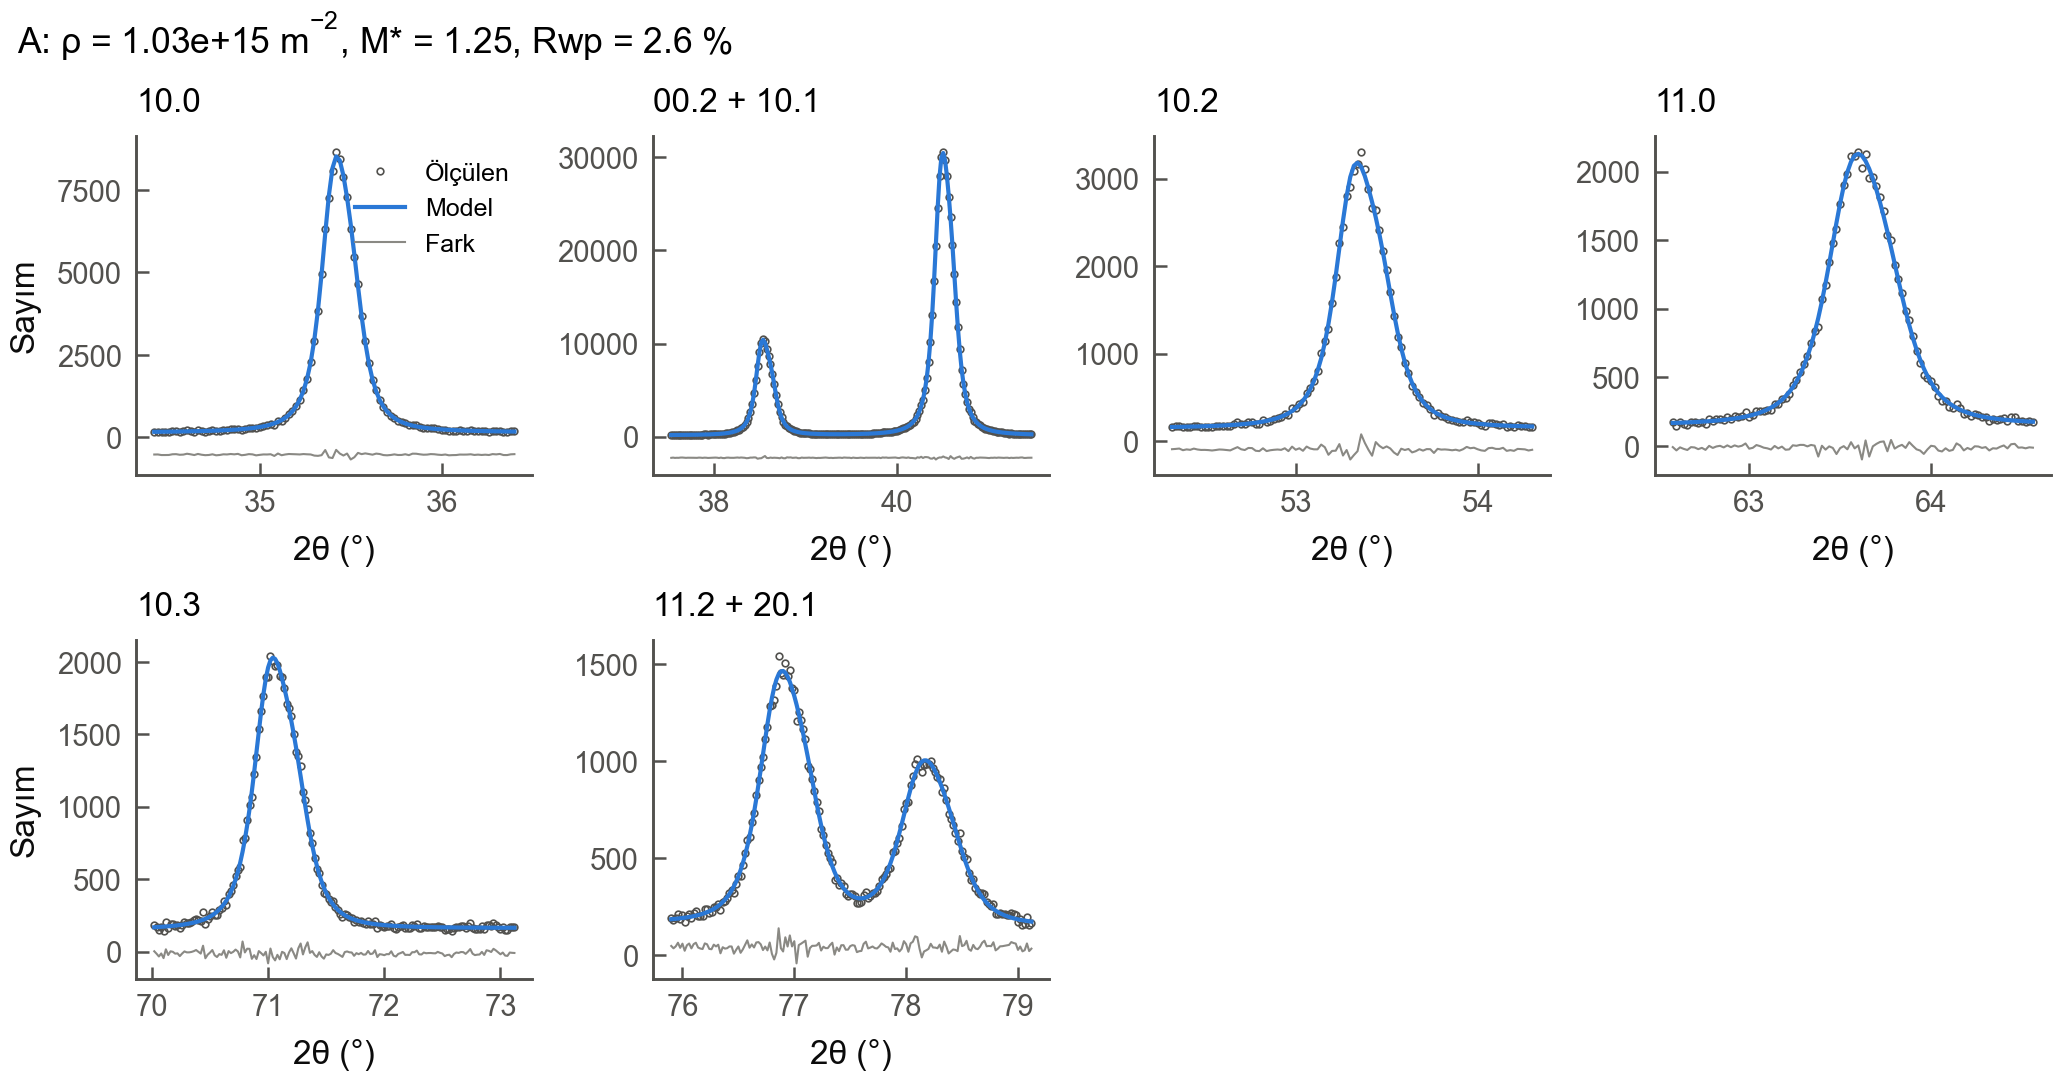 A: ρ = 1.03e+15 m⁻², M* = 1.25, Rwp = 2.6 %
10.0
00.2 + 10.1
10.2
11.0
Sayım
7500
5000
2500
0
Ölçülen
Model
Fark
30000
20000
10000
0
3000
2000
1000
0
2000
1500
1000
500
0
35 36
38 40
53 54
63 64
2θ (°)
2θ (°)
2θ (°)
2θ (°)
10.3
11.2 + 20.1
Sayım
2000
1500
1000
500
0
1500
1000
500
0
70 71 72 73
76 77 78 79
2θ (°)
2θ (°)